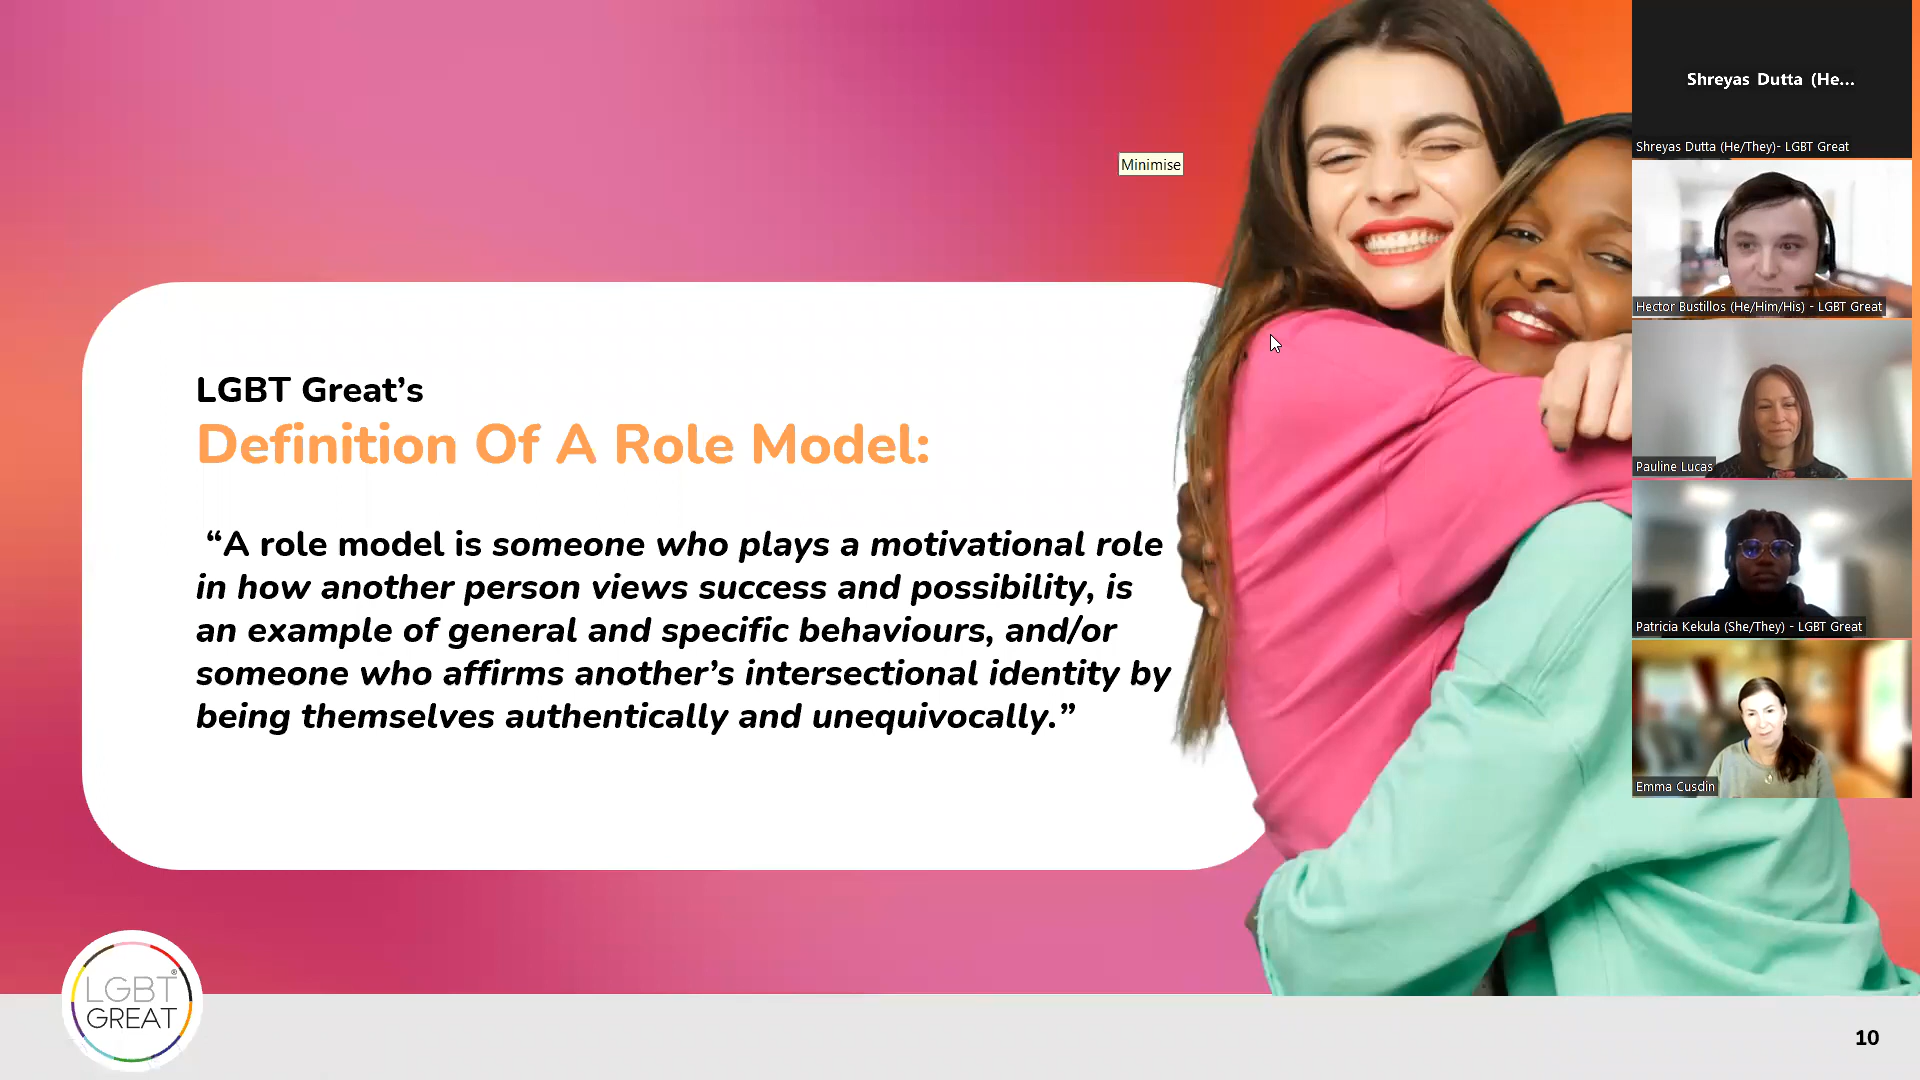 LGBT Great’s
Definition Of A Role Model:
“A role model is someone who plays a motivational role
in how another person views success and possibility, is
an example of general and specific behaviours, and/or
someone who affirms another’s intersectional identity by
being themselves authentically and unequivocally.”
Minimise
Shreyas Dutta (He...
Shreyas Dutta (He/They)- LGBT Great
Hector Bustillos (He/Him/His) - LGBT Great
Pauline Lucas
Patricia Kekula (She/They) - LGBT Great
Emma Cusdin
LGBT®
GREAT
10